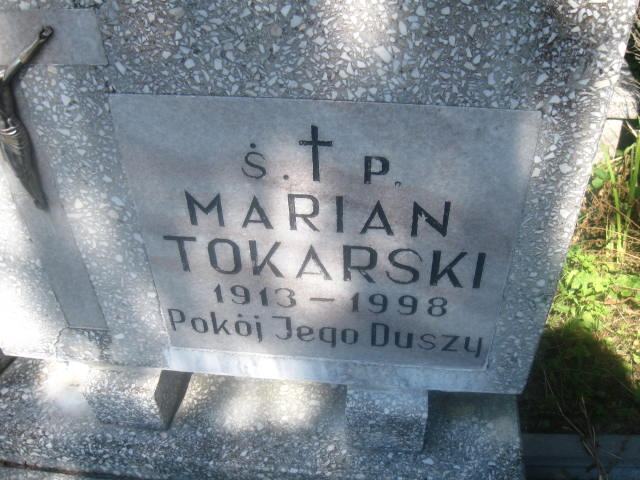 Ś. † P.
MARIAN
TOKARSKI
1913 – 1998
Pokój Jego Duszy